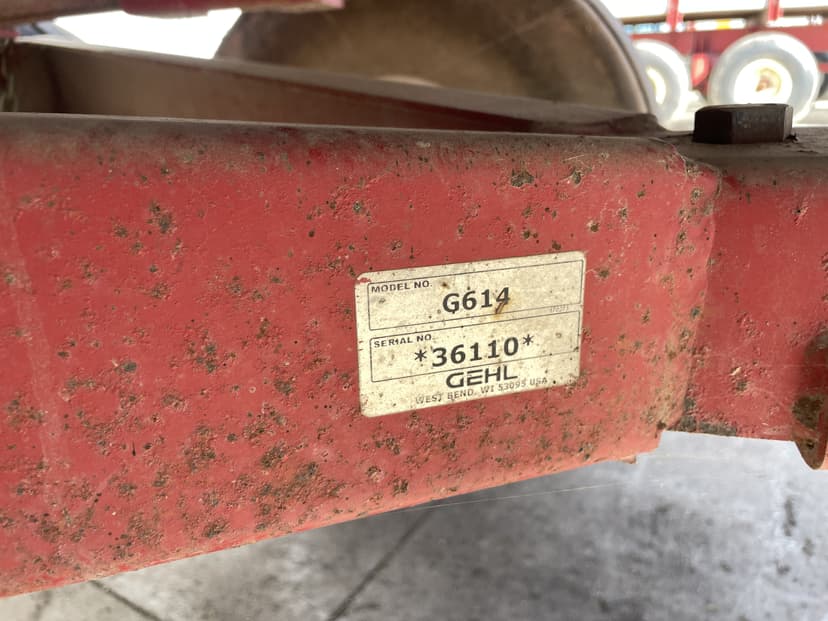 MODEL NO.
G614
SERIAL NO.
*36110*
GEHL
WEST BEND, WI 53095 USA